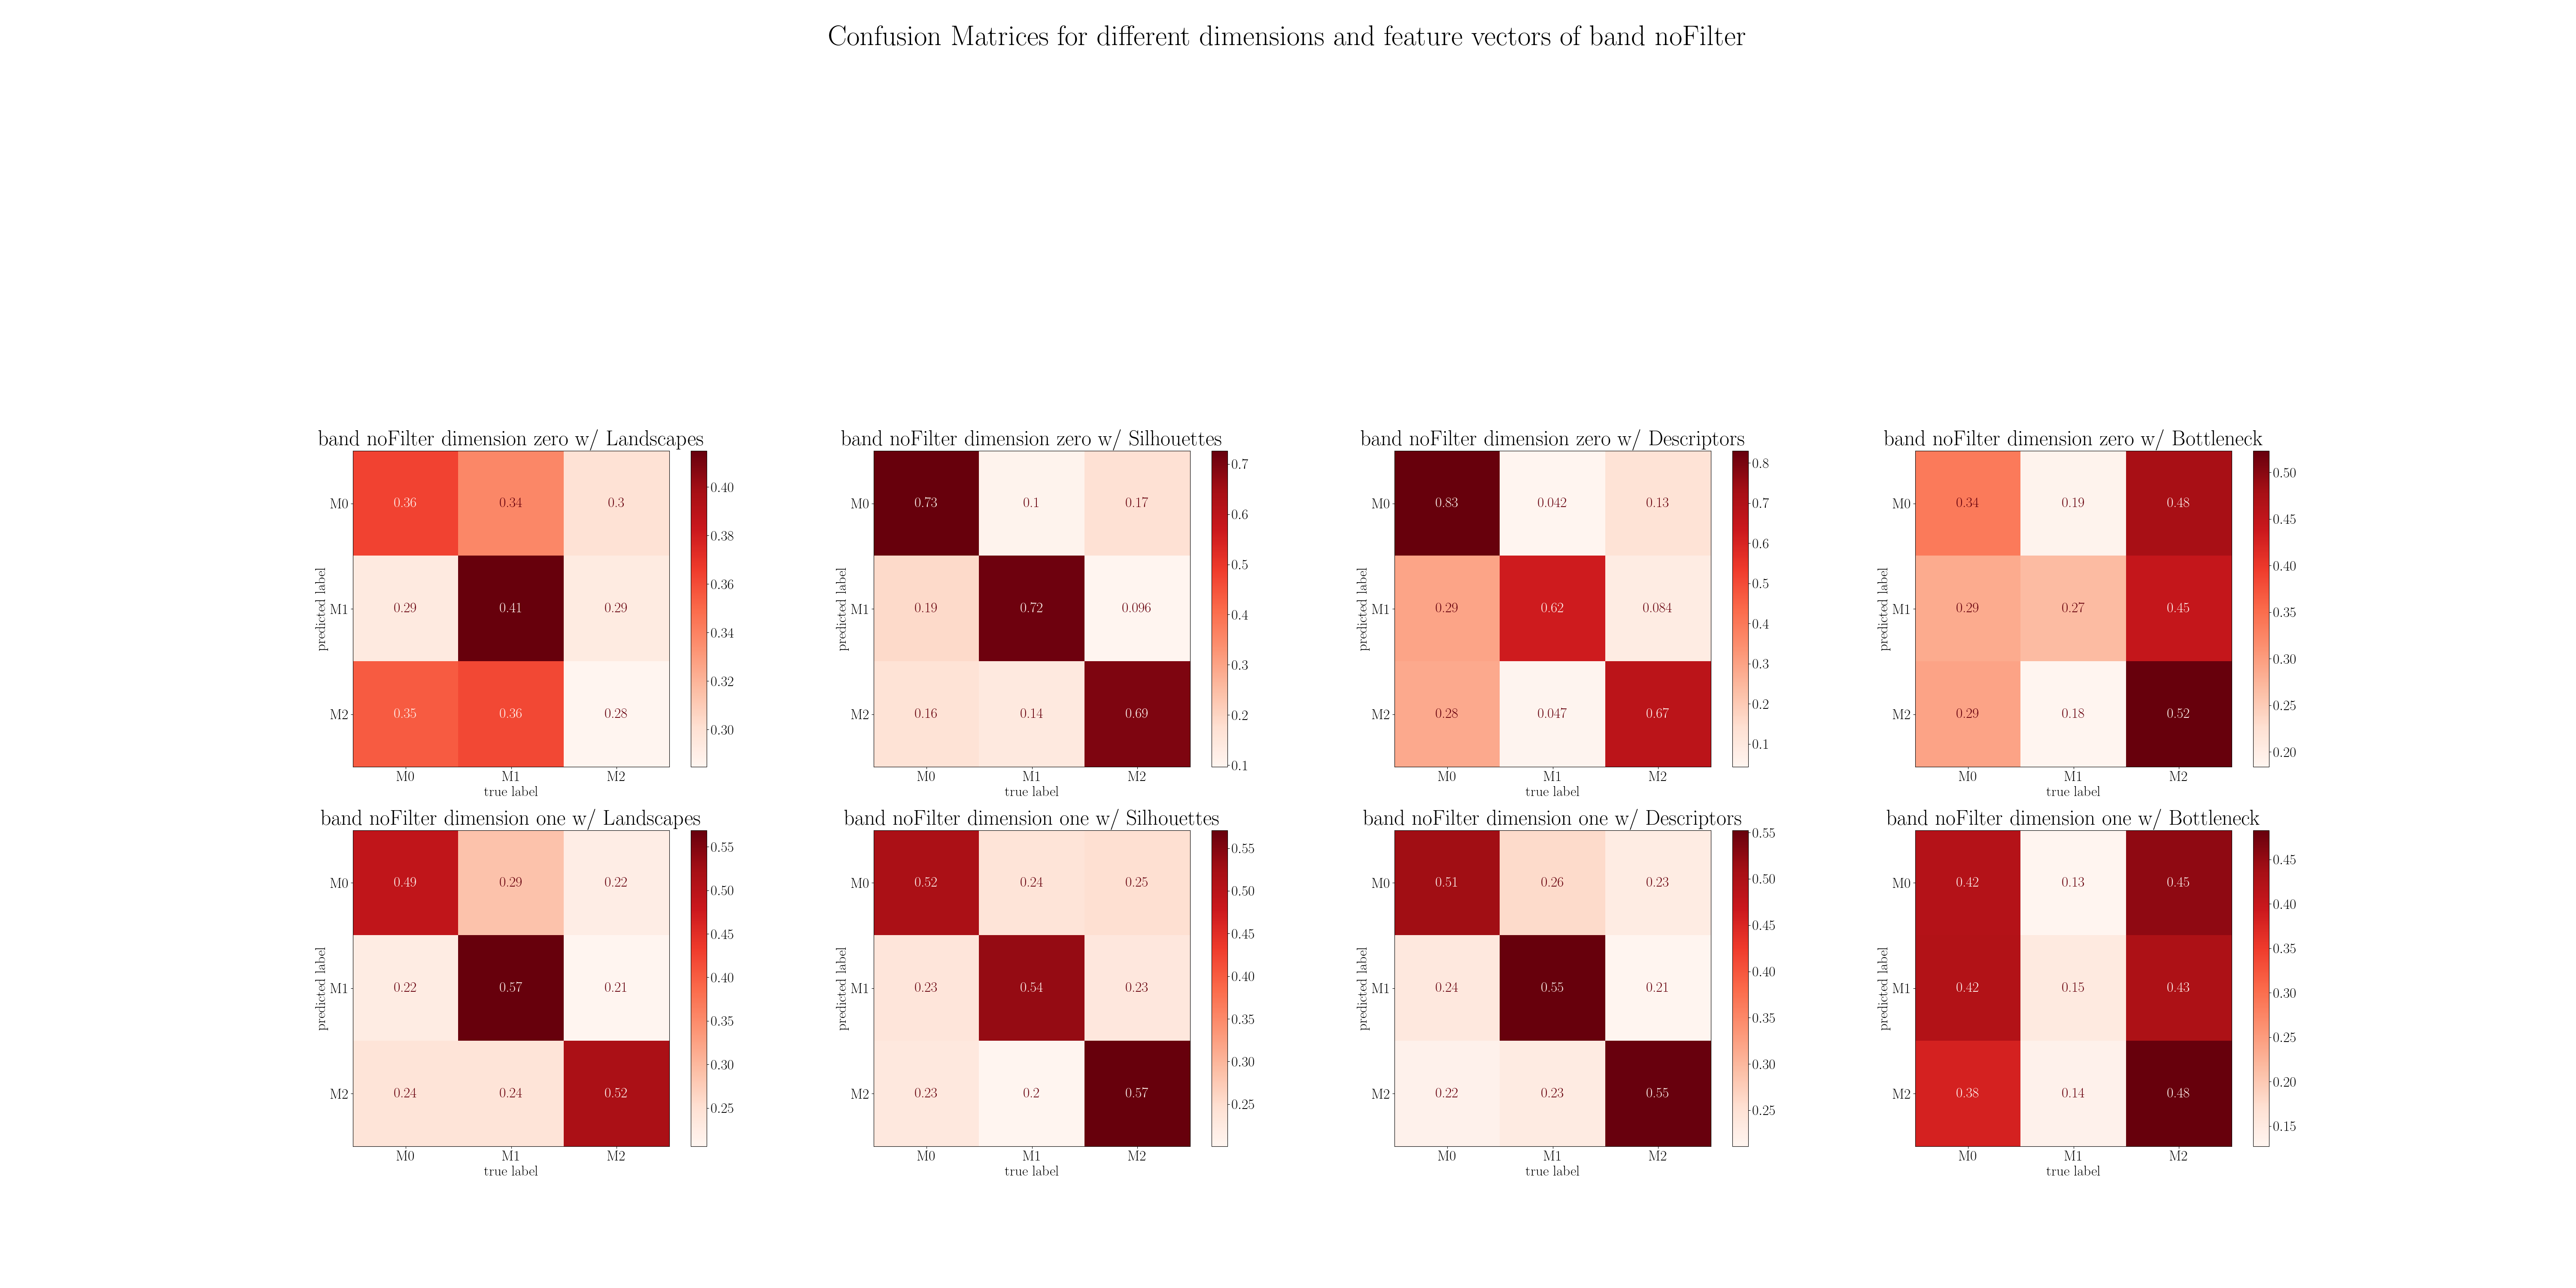 Confusion Matrices for different dimensions and feature vectors of band noFilter
band noFilter dimension zero w/ Landscapes
predicted label
M0 0.36 0.34 0.3
M1 0.29 0.41 0.29
M2 0.35 0.36 0.28
M0 M1 M2
true label
0.40
0.38
0.36
0.34
0.32
0.30
band noFilter dimension zero w/ Silhouettes
predicted label
M0 0.73 0.1 0.17
M1 0.19 0.72 0.096
M2 0.16 0.14 0.69
M0 M1 M2
true label
0.7
0.6
0.5
0.4
0.3
0.2
0.1
band noFilter dimension zero w/ Descriptors
predicted label
M0 0.83 0.042 0.13
M1 0.29 0.62 0.084
M2 0.28 0.047 0.67
M0 M1 M2
true label
0.8
0.7
0.6
0.5
0.4
0.3
0.2
0.1
band noFilter dimension zero w/ Bottleneck
predicted label
M0 0.34 0.19 0.48
M1 0.29 0.27 0.45
M2 0.29 0.18 0.52
M0 M1 M2
true label
0.50
0.45
0.40
0.35
0.30
0.25
0.20
band noFilter dimension one w/ Landscapes
predicted label
M0 0.49 0.29 0.22
M1 0.22 0.57 0.21
M2 0.24 0.24 0.52
M0 M1 M2
true label
0.55
0.50
0.45
0.40
0.35
0.30
0.25
band noFilter dimension one w/ Silhouettes
predicted label
M0 0.52 0.24 0.25
M1 0.23 0.54 0.23
M2 0.23 0.2 0.57
M0 M1 M2
true label
0.55
0.50
0.45
0.40
0.35
0.30
0.25
band noFilter dimension one w/ Descriptors
predicted label
M0 0.51 0.26 0.23
M1 0.24 0.55 0.21
M2 0.22 0.23 0.55
M0 M1 M2
true label
0.55
0.50
0.45
0.40
0.35
0.30
0.25
band noFilter dimension one w/ Bottleneck
predicted label
M0 0.42 0.13 0.45
M1 0.42 0.15 0.43
M2 0.38 0.14 0.48
M0 M1 M2
true label
0.45
0.40
0.35
0.30
0.25
0.20
0.15